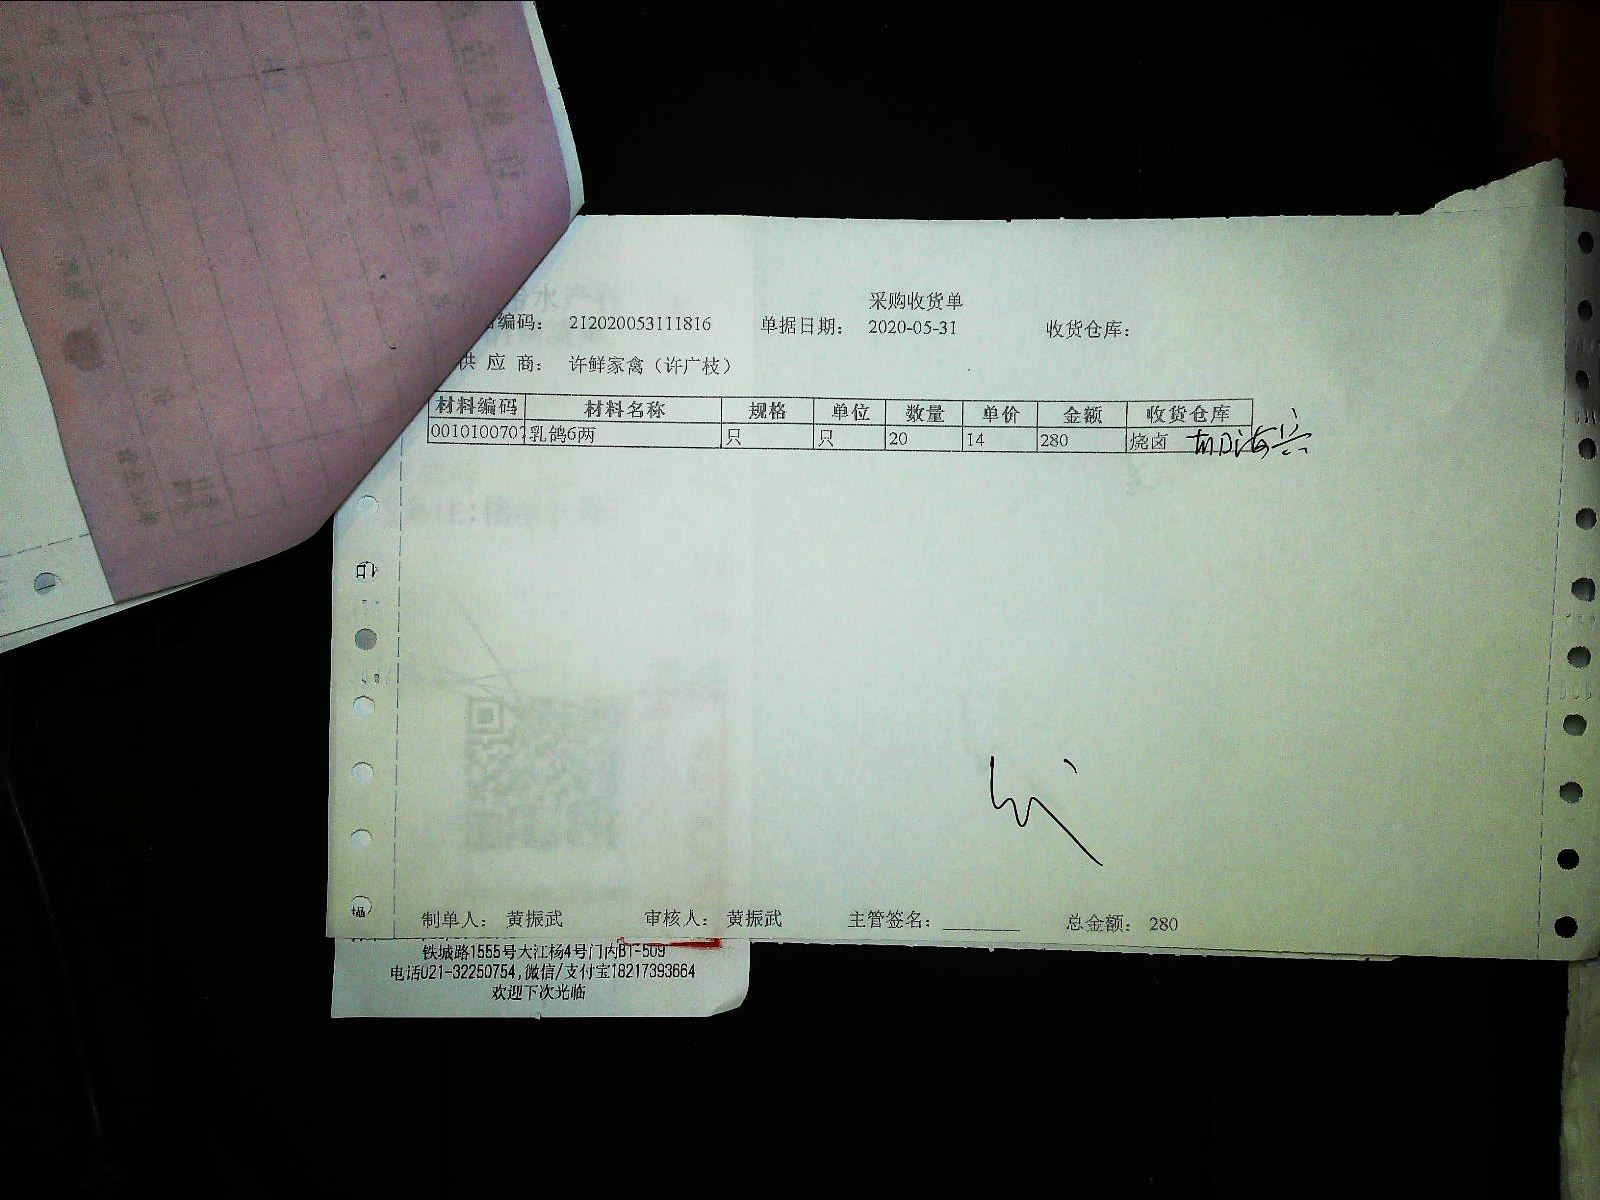 采购收货单
编码： 212020053111816 单据日期： 2020-05-31 收货仓库：
供 应 商： 许鲜家禽（许广枝）
材料编码 材料名称 规格 单位 数量 单价 金额 收货仓库
0010100707 乳鸽6两 只 只 20 14 280 烧卤
制单人： 黄振武 审核人： 黄振武 主管签名： 总金额： 280
铁城路1555号大江杨4号门内B1-509
电话021-32250754,微信/支付宝18217393664
欢迎下次光临